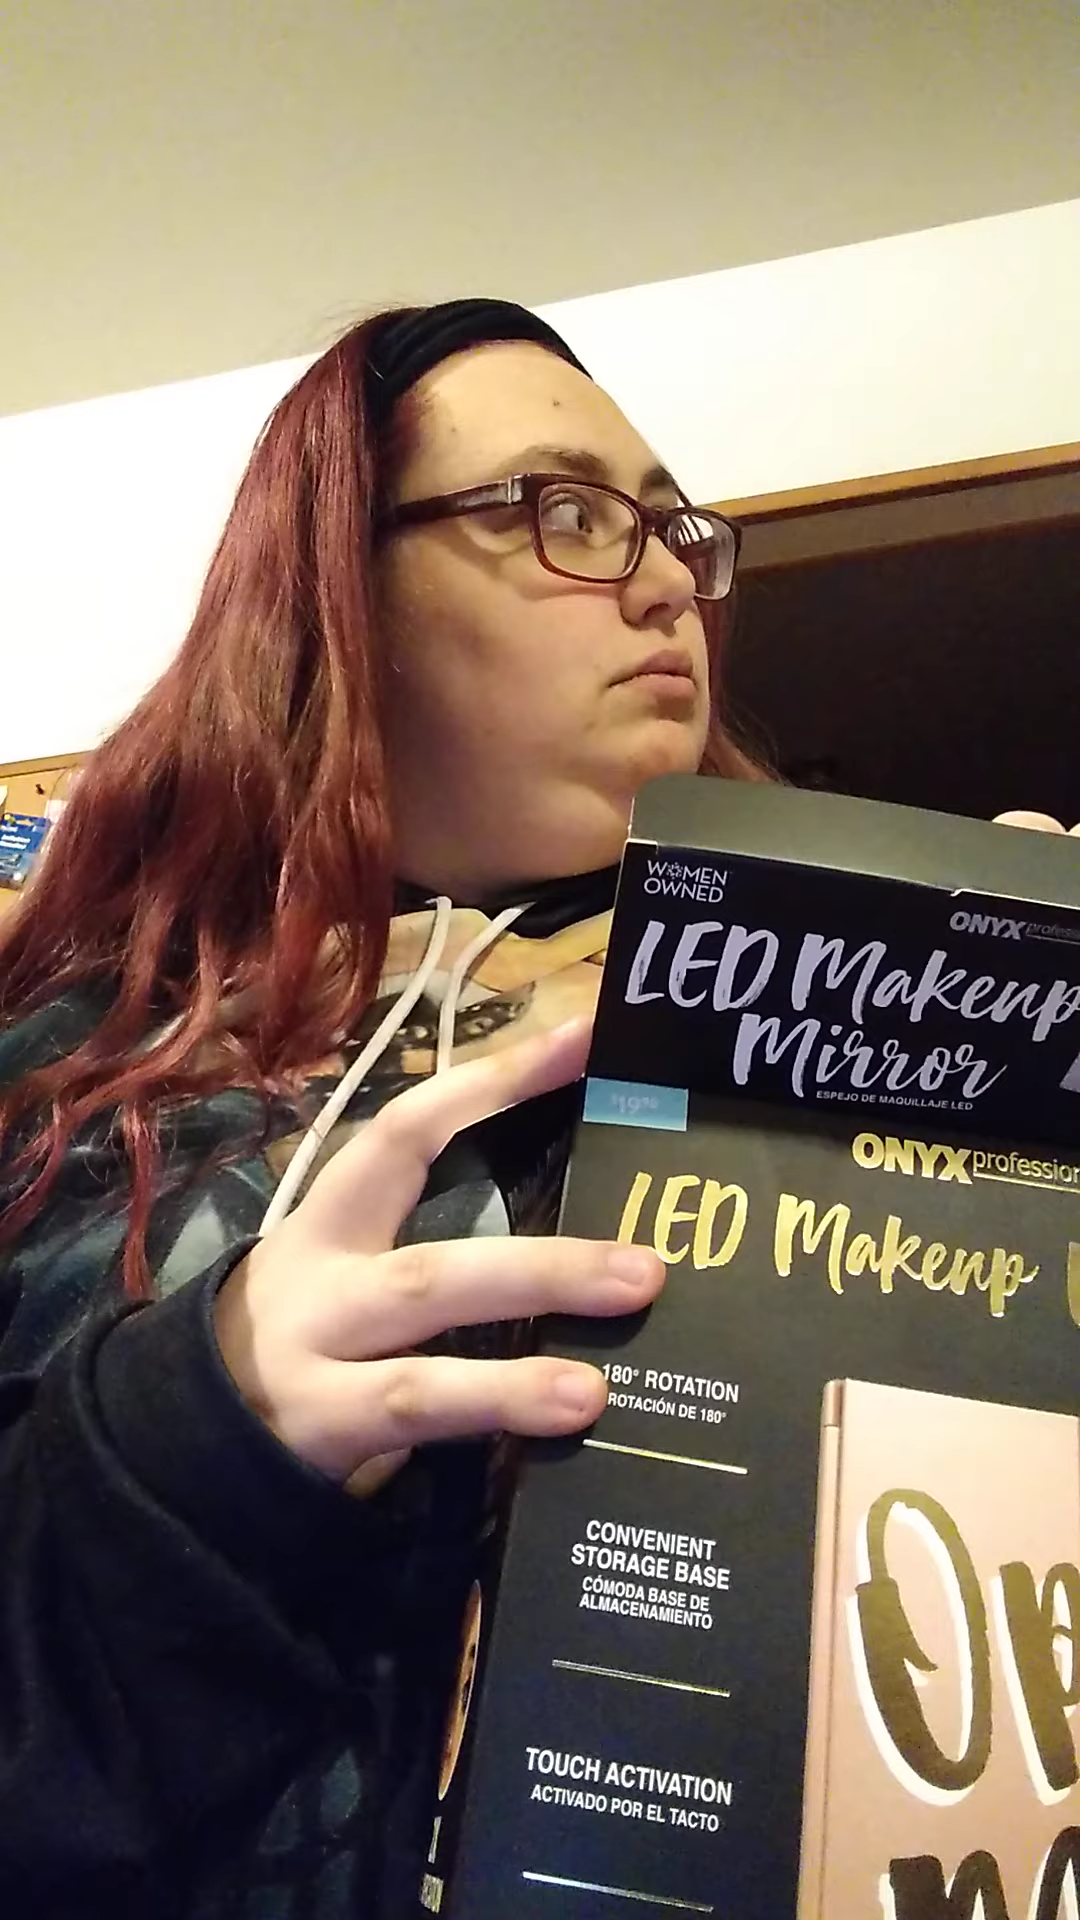 WOMEN
OWNED
ONYX
LED Makeup
Mirror
ESPEJO DE MAQUILLAJE LED
ONYX
LED Makeup
180° ROTATION
ROTACIÓN DE 180°
CONVENIENT
STORAGE BASE
CÓMODA BASE DE
ALMACENAMIENTO
TOUCH ACTIVATION
ACTIVADO POR EL TACTO